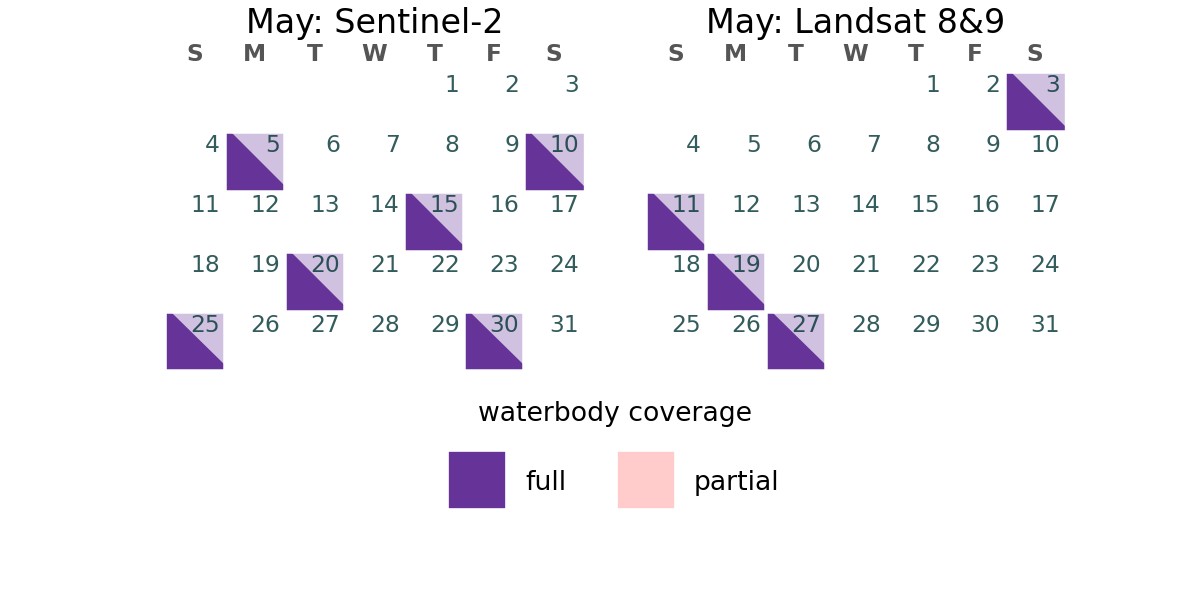 May: Sentinel-2
S M T W T F S
1 2 3
4 5 6 7 8 9 10
11 12 13 14 15 16 17
18 19 20 21 22 23 24
25 26 27 28 29 30 31
May: Landsat 8&9
S M T W T F S
1 2 3
4 5 6 7 8 9 10
11 12 13 14 15 16 17
18 19 20 21 22 23 24
25 26 27 28 29 30 31
waterbody coverage
full partial